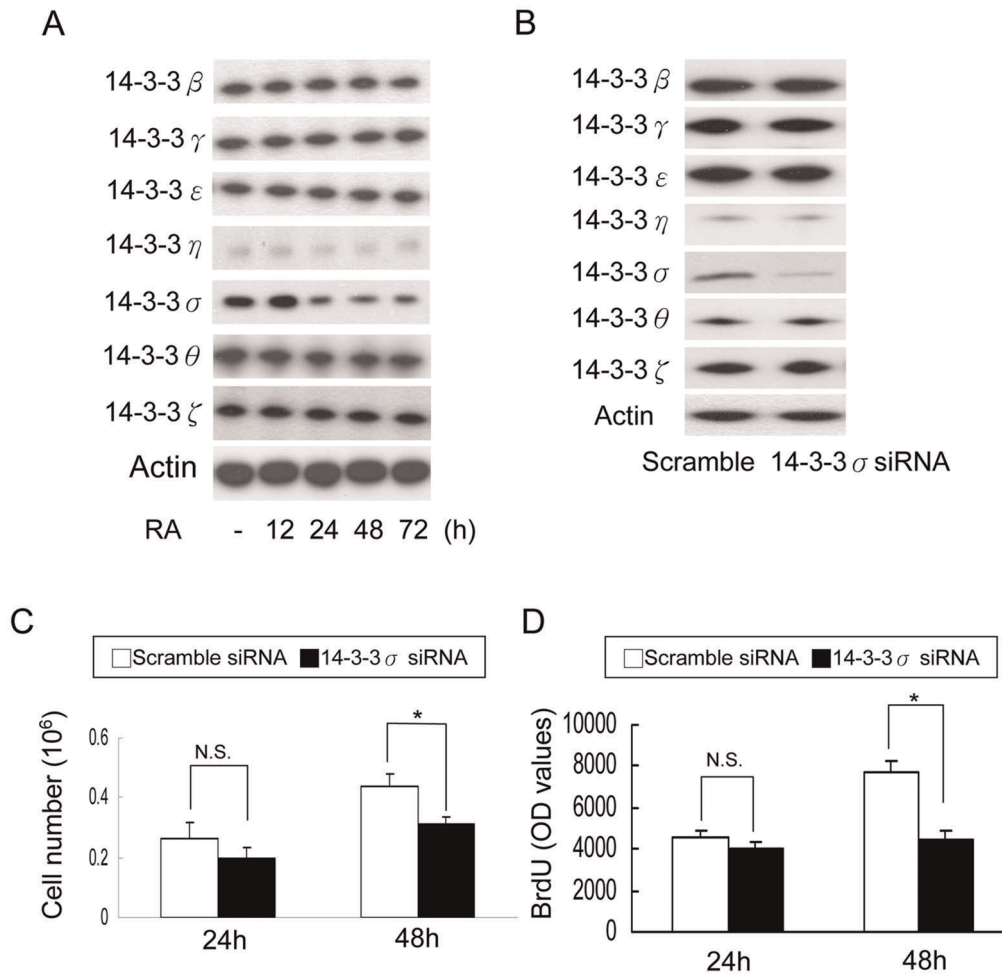 A
14-3-3 β
14-3-3 γ
14-3-3 ε
14-3-3 η
14-3-3 σ
14-3-3 θ
14-3-3 ζ
Actin
RA - 12 24 48 72 (h)
B
14-3-3 β
14-3-3 γ
14-3-3 ε
14-3-3 η
14-3-3 σ
14-3-3 θ
14-3-3 ζ
Actin
Scramble 14-3-3 σ siRNA
C
Scramble siRNA 14-3-3 σ siRNA
Cell number (10⁶)
0.6
0.4
0.2
0
N.S.
*
24h 48h
D
Scramble siRNA 14-3-3 σ siRNA
BrdU (OD values)
10000
8000
6000
4000
2000
0
N.S.
*
24h 48h